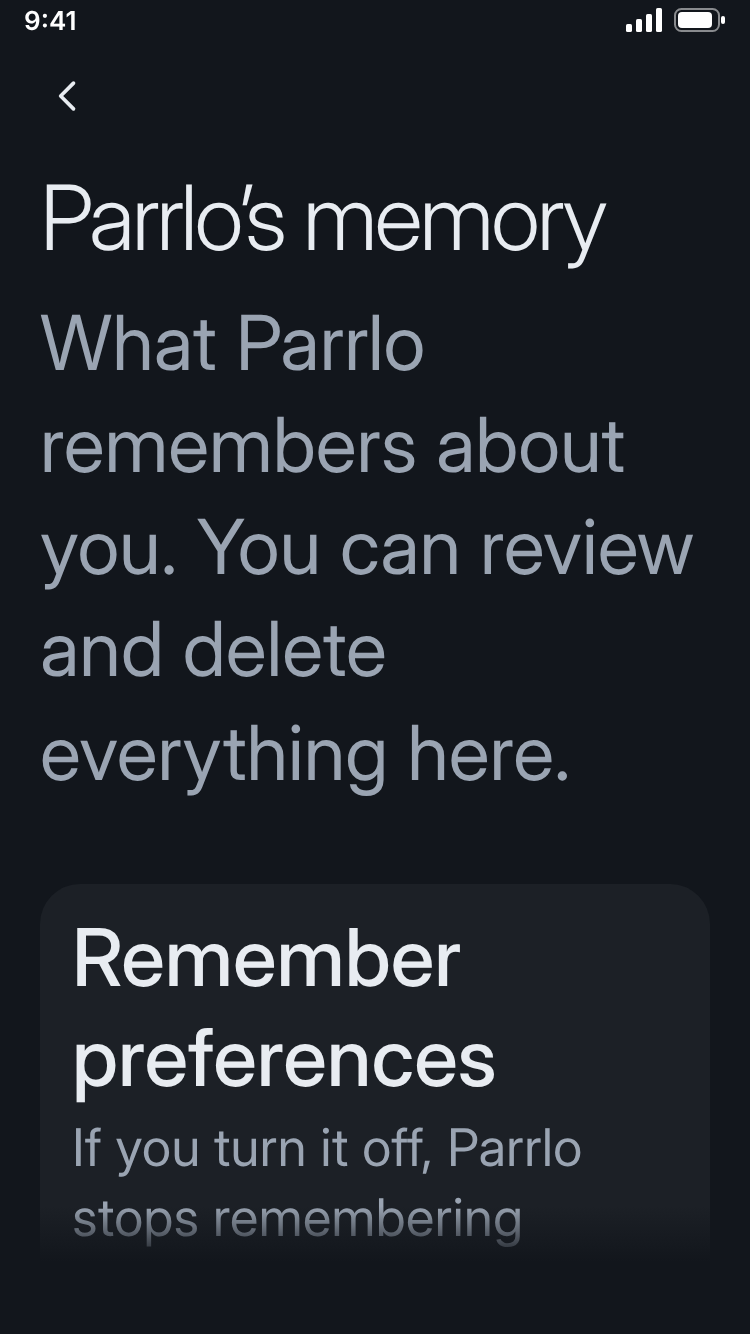 9:41
Parrlo’s memory
What Parrlo
remembers about
you. You can review
and delete
everything here.
Remember
preferences
If you turn it off, Parrlo
stops remembering